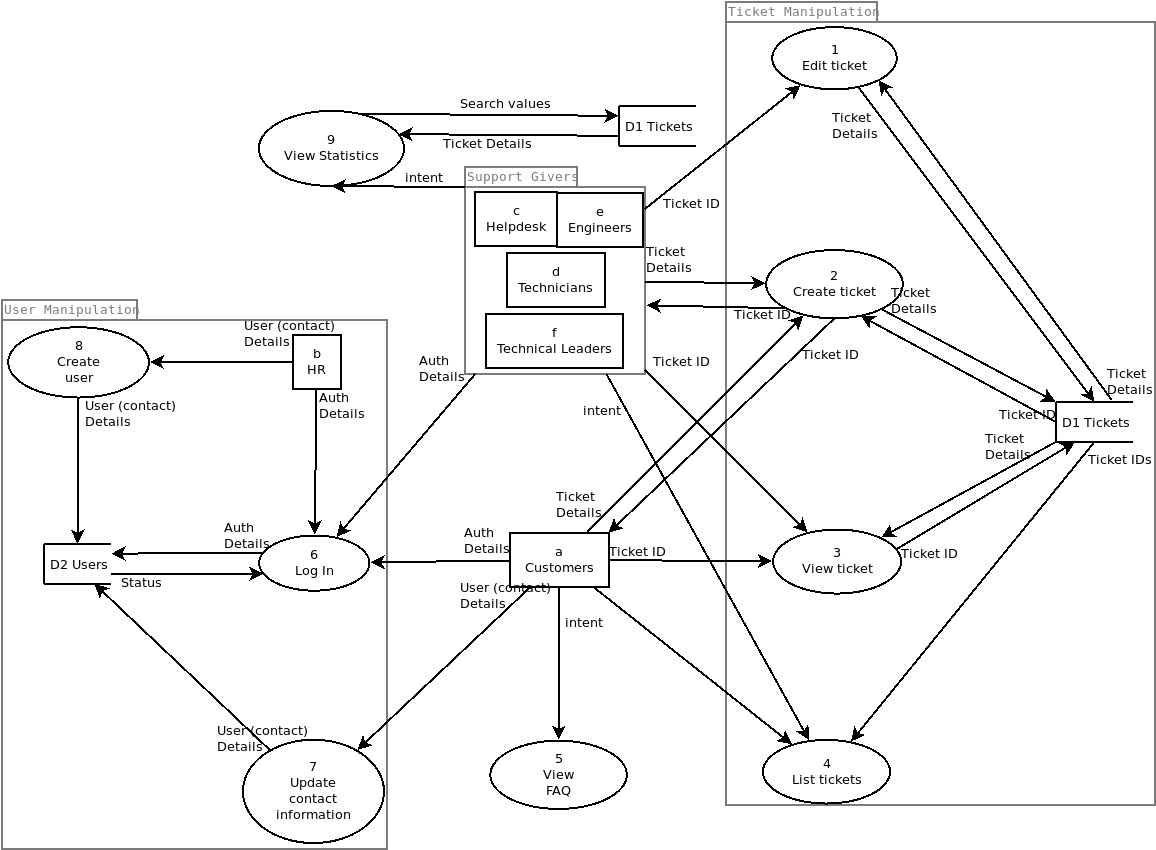 Ticket Manipulation
1
Edit ticket
Search values
D1 Tickets
9
View Statistics
Ticket Details
Ticket
Details
intent
Support Givers
c
Helpdesk
e
Engineers
Ticket ID
d
Technicians
Ticket
Details
2
Create ticket
Ticket
Details
Ticket ID
User Manipulation
f
Technical Leaders
8
Create
user
User (contact)
Details
b
HR
Auth
Details
Ticket ID
Ticket ID
Ticket
Details
User (contact)
Details
Auth
Details
intent
Ticket ID
D1 Tickets
Ticket
Details
Ticket IDs
Ticket
Details
Auth
Details
Auth
Details
D2 Users
Status
6
Log In
a
Customers
Ticket ID
3
View ticket
Ticket ID
User (contact)
Details
intent
User (contact)
Details
7
Update
contact
information
5
View
FAQ
4
List tickets